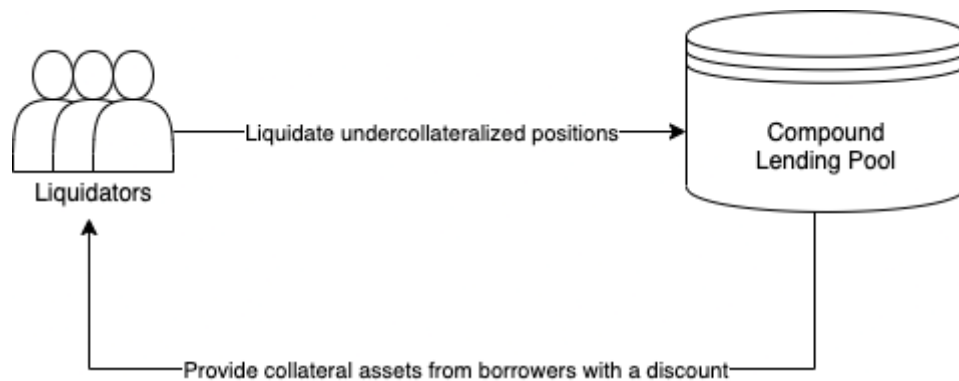 Liquidate undercollateralized positions
Compound
Lending Pool
Liquidators
Provide collateral assets from borrowers with a discount